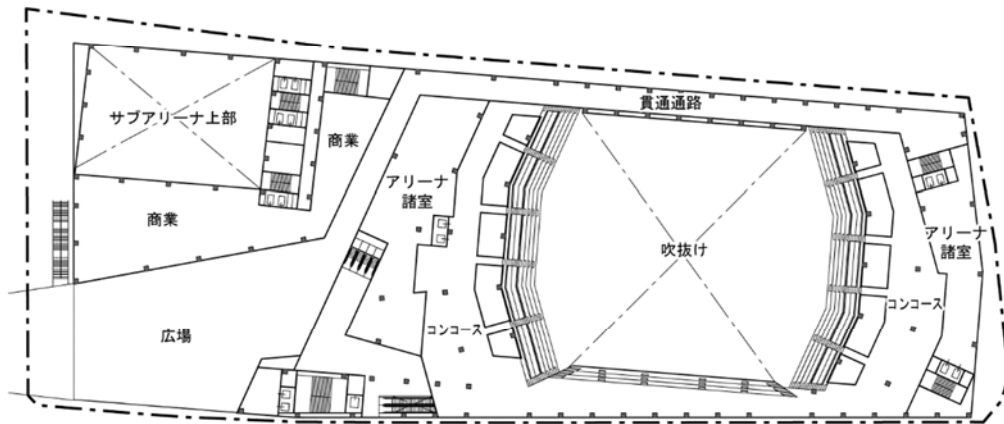 貫通通路
サブアリーナ上部
商業
アリーナ
諸室
商業
吹抜け
アリーナ
諸室
コンコース
コンコース
広場